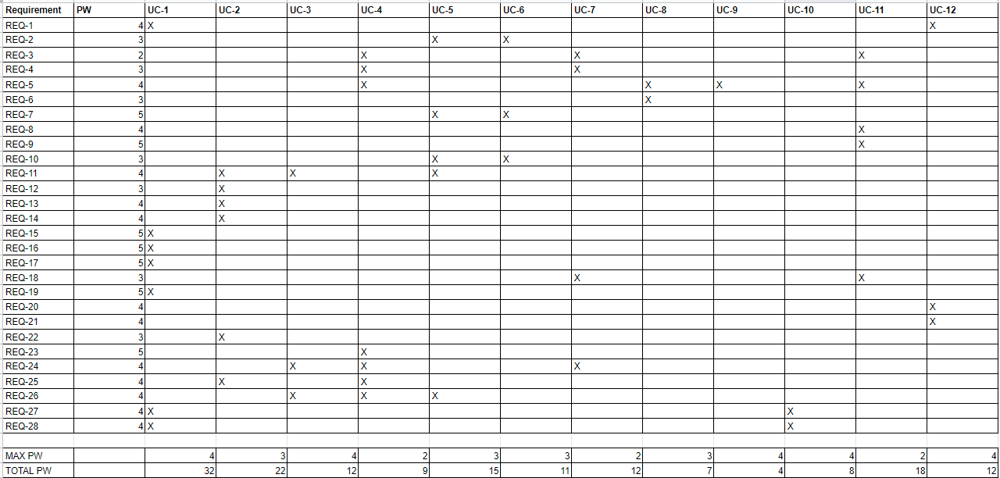 Requirement PW UC-1 UC-2 UC-3 UC-4 UC-5 UC-6 UC-7 UC-8 UC-9 UC-10 UC-11 UC-12
REQ-1 4 X X
REQ-2 3 X X
REQ-3 2 X X X
REQ-4 3 X X
REQ-5 4 X X X X
REQ-6 3 X
REQ-7 5 X X
REQ-8 4 X
REQ-9 5 X
REQ-10 3 X X
REQ-11 4 X X X
REQ-12 3 X
REQ-13 4 X
REQ-14 4 X
REQ-15 5 X
REQ-16 5 X
REQ-17 5 X
REQ-18 3 X X
REQ-19 5 X
REQ-20 4 X
REQ-21 4 X
REQ-22 3 X
REQ-23 5 X
REQ-24 4 X X X
REQ-25 4 X X
REQ-26 4 X X X
REQ-27 4 X X
REQ-28 4 X X
MAX PW 4 3 4 2 3 3 2 3 4 4 2 4
TOTAL PW 32 22 12 9 15 11 12 7 4 8 18 12